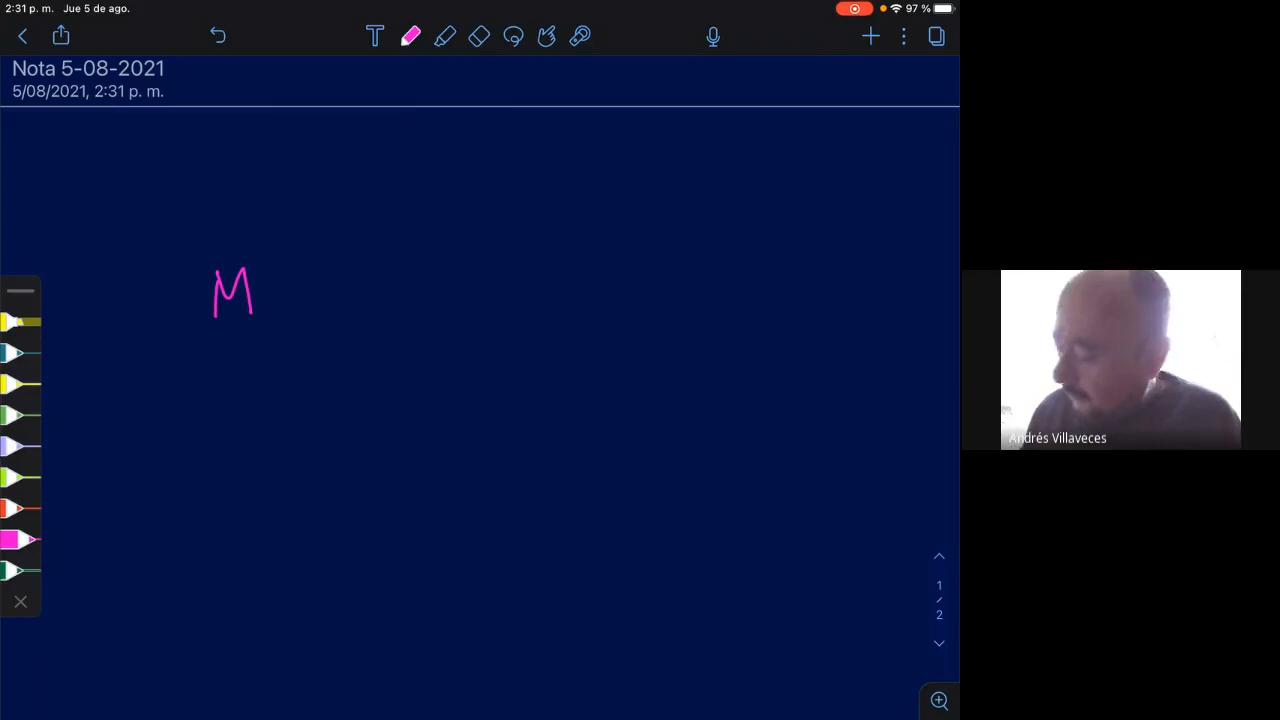 2:31 p. m. Jue 5 de ago.
97 %
T
Nota 5-08-2021
5/08/2021, 2:31 p. m.
M
Andrés Villaveces
1
/
2